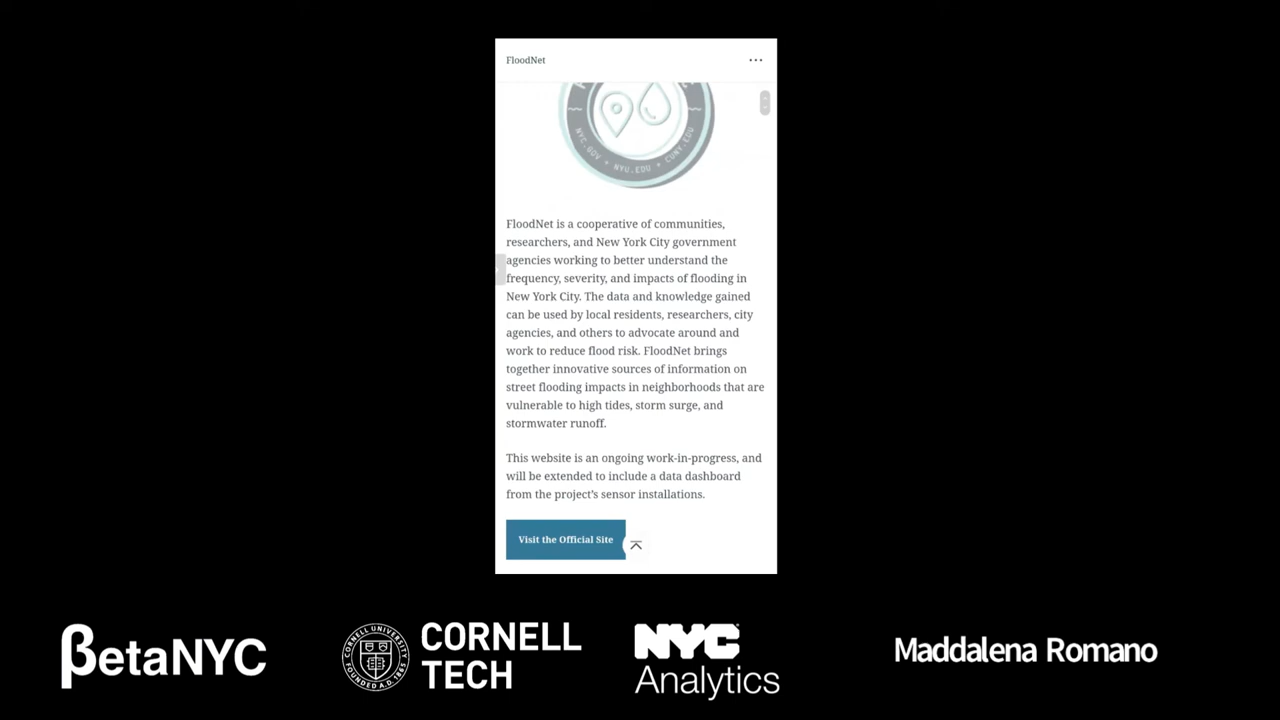 FloodNet
NYC.GOV + NYU.EDU + CUNY.EDU
FloodNet is a cooperative of communities,
researchers, and New York City government
agencies working to better understand the
frequency, severity, and impacts of flooding in
New York City. The data and knowledge gained
can be used by local residents, researchers, city
agencies, and others to advocate around and
work to reduce flood risk. FloodNet brings
together innovative sources of information on
street flooding impacts in neighborhoods that are
vulnerable to high tides, storm surge, and
stormwater runoff.
This website is an ongoing work-in-progress, and
will be extended to include a data dashboard
from the project’s sensor installations.
Visit the Official Site
βetaNYC
CORNELL UNIVERSITY
FOUNDED A.D. 1865
CORNELL
TECH
NYC
Analytics
Maddalena Romano